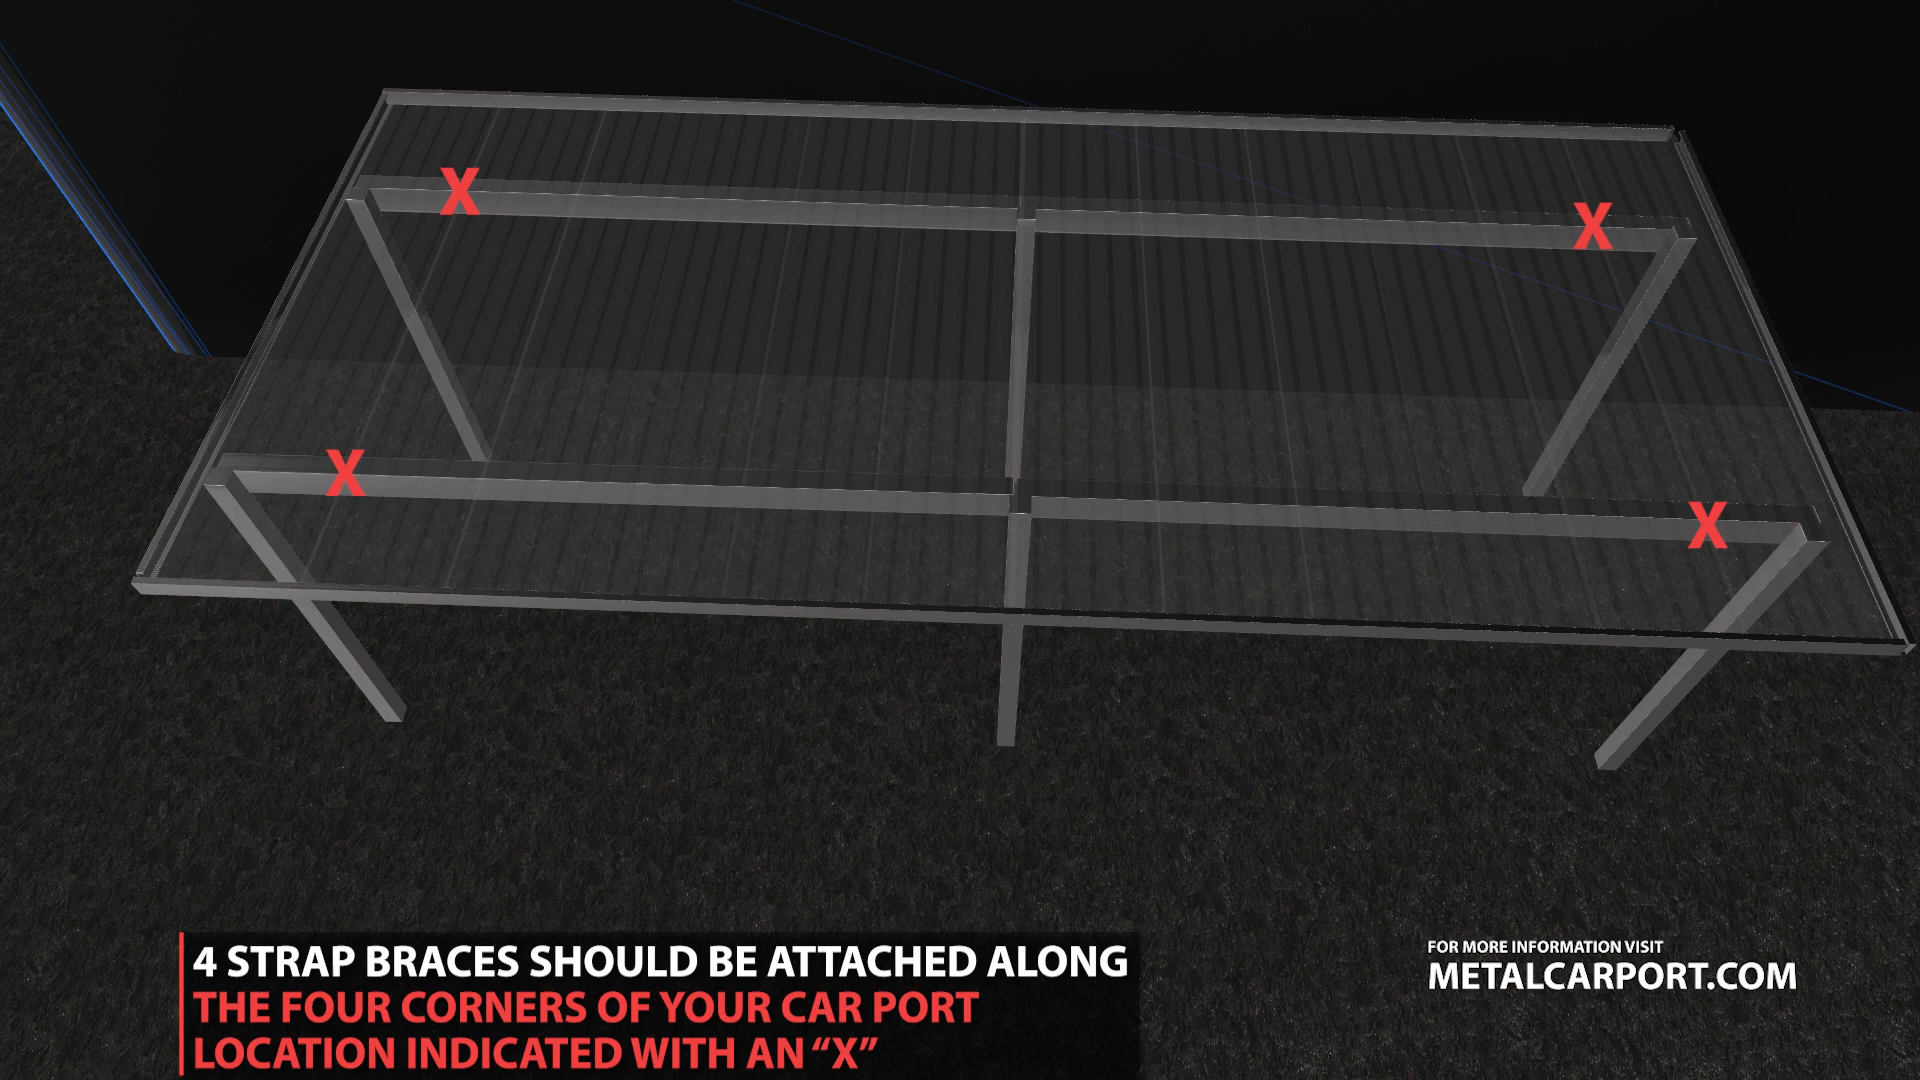 X
X
X
X
4 STRAP BRACES SHOULD BE ATTACHED ALONG
THE FOUR CORNERS OF YOUR CAR PORT
LOCATION INDICATED WITH AN “X”
FOR MORE INFORMATION VISIT
METALCARPORT.COM